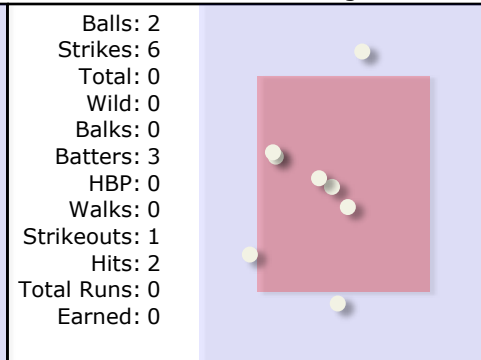 Balls: 2
Strikes: 6
Total: 0
Wild: 0
Balks: 0
Batters: 3
HBP: 0
Walks: 0
Strikeouts: 1
Hits: 2
Total Runs: 0
Earned: 0